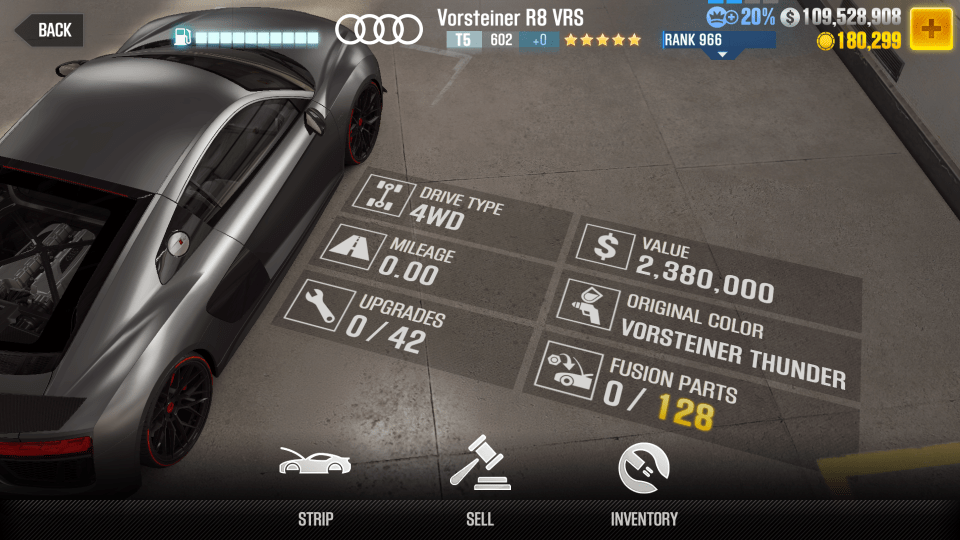 BACK
Vorsteiner R8 VRS
T5 602 +0
20% 109,528,908
RANK 966
180,299
DRIVE TYPE
4WD
MILEAGE
0.00
UPGRADES
0 / 42
VALUE
2,380,000
ORIGINAL COLOR
VORSTEINER THUNDER
FUSION PARTS
0 / 128
STRIP
SELL
INVENTORY